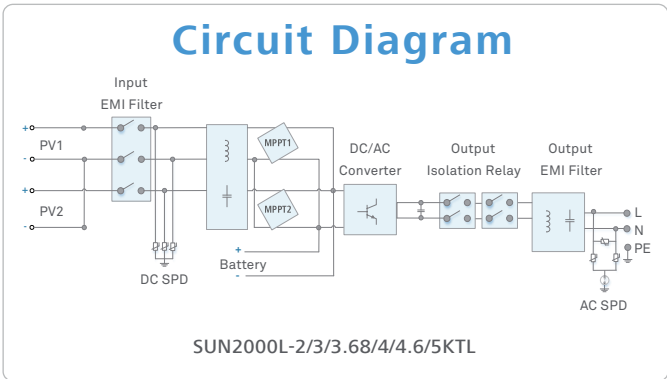 Circuit Diagram
Input
EMI Filter
+
PV1
-
+
PV2
-
MPPT1
MPPT2
DC/AC
Converter
Output
Isolation Relay
Output
EMI Filter
L
N
PE
+
Battery
-
DC SPD
AC SPD
SUN2000L-2/3/3.68/4/4.6/5KTL